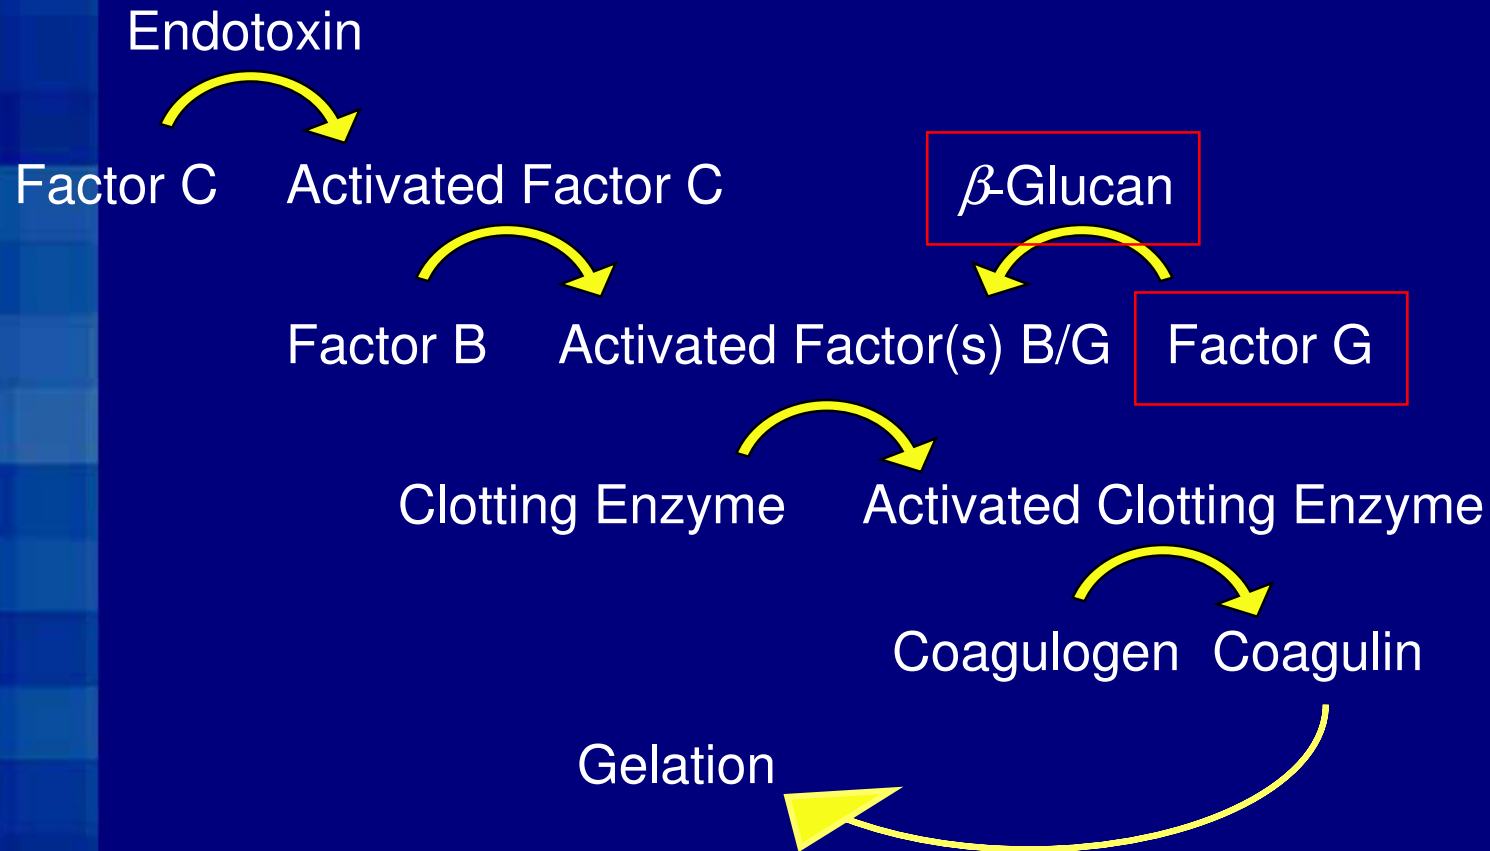 Endotoxin
Factor C Activated Factor C β-Glucan
Factor B Activated Factor(s) B/G Factor G
Clotting Enzyme Activated Clotting Enzyme
Coagulogen Coagulin
Gelation